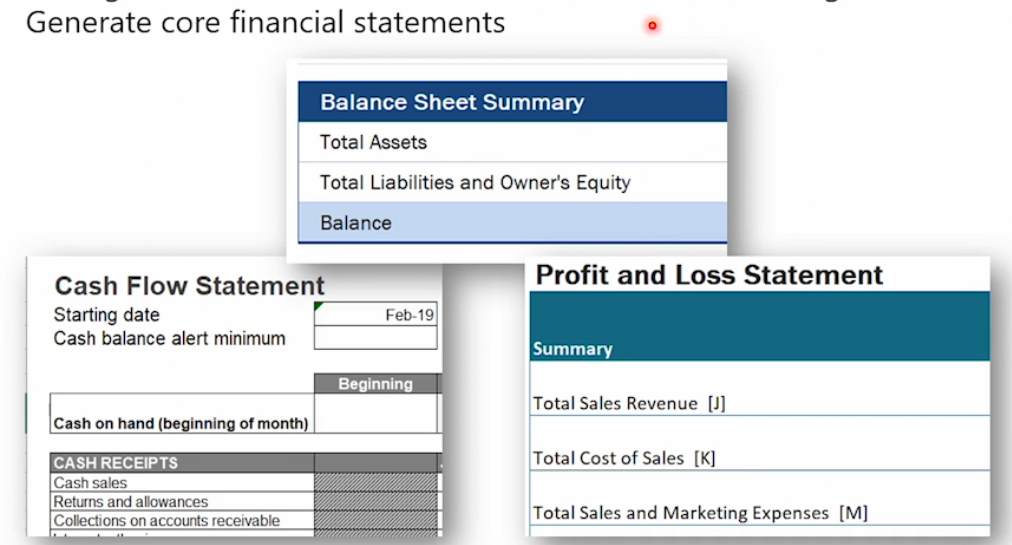 Generate core financial statements
Balance Sheet Summary
Total Assets
Total Liabilities and Owner's Equity
Balance
Cash Flow Statement
Starting date Feb-19
Cash balance alert minimum
Beginning
Cash on hand (beginning of month)
CASH RECEIPTS
Cash sales
Returns and allowances
Collections on accounts receivable
Profit and Loss Statement
Summary
Total Sales Revenue [J]
Total Cost of Sales [K]
Total Sales and Marketing Expenses [M]